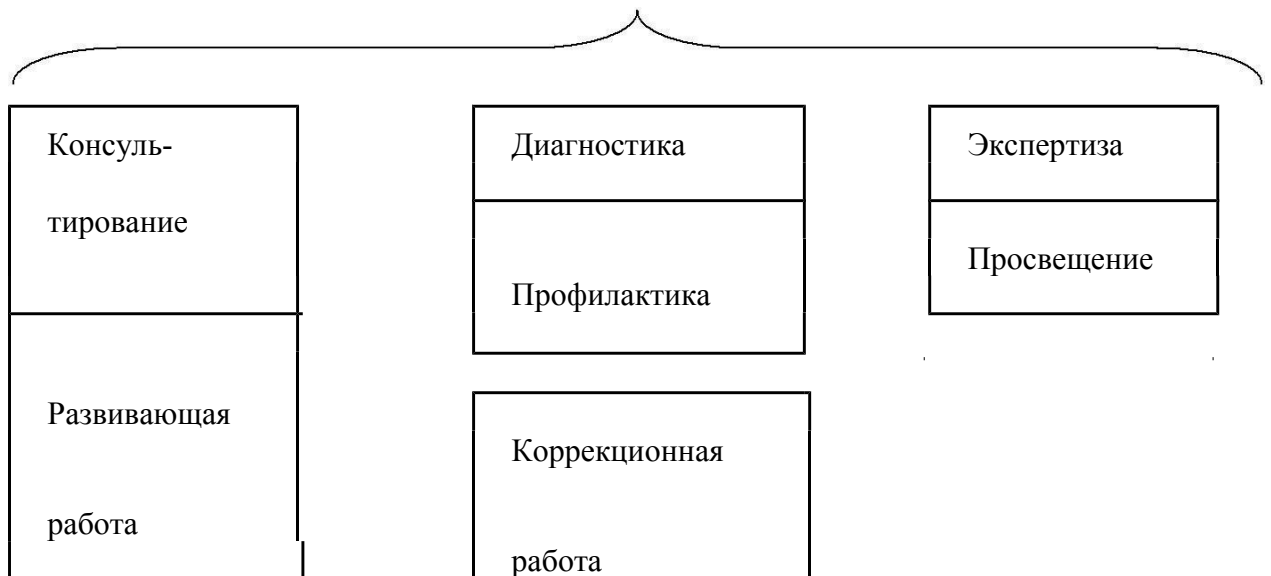 Консуль-
тирование
Развивающая
работа
Диагностика
Профилактика
Коррекционная
работа
Экспертиза
Просвещение